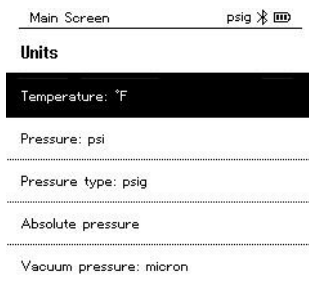 Main Screen psig
Units
Temperature: °F
Pressure: psi
Pressure type: psig
Absolute pressure
Vacuum pressure: micron